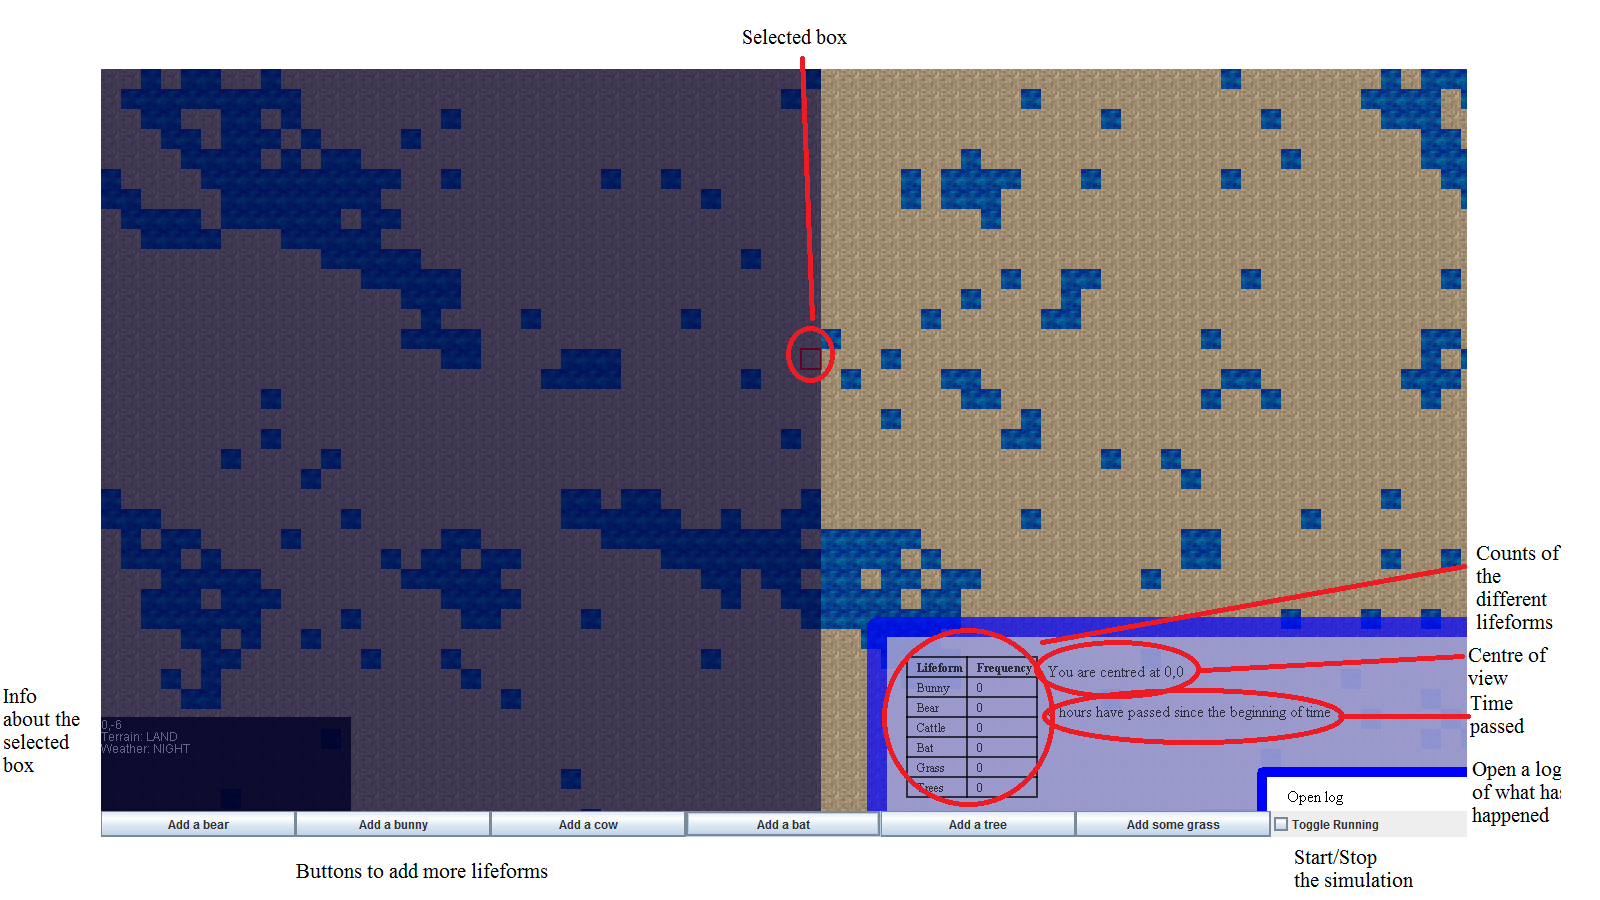 Selected box
Counts of
the
different
lifeforms
Lifeform Frequency
Bunny 0
Bear 0
Cattle 0
Bat 0
Grass 0
Trees 0
You are centred at 0,0
hours have passed since the beginning of time
Centre of
view
Time
passed
Info
about the
selected
box
0,-6
Terrain: LAND
Weather: NIGHT
Open a log
of what has
happened
Open log
Add a bear
Add a bunny
Add a cow
Add a bat
Add a tree
Add some grass
Toggle Running
Buttons to add more lifeforms
Start/Stop
the simulation